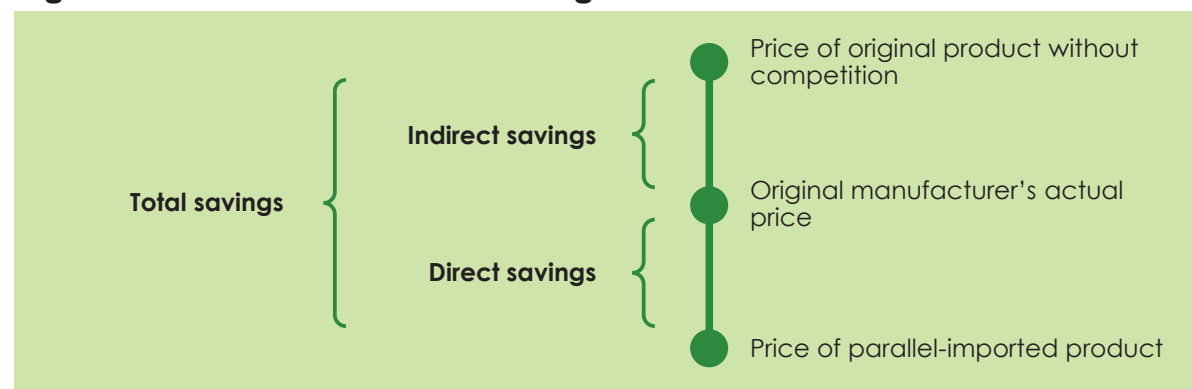 Price of original product without
competition
Indirect savings
Original manufacturer’s actual
price
Total savings
Direct savings
Price of parallel-imported product